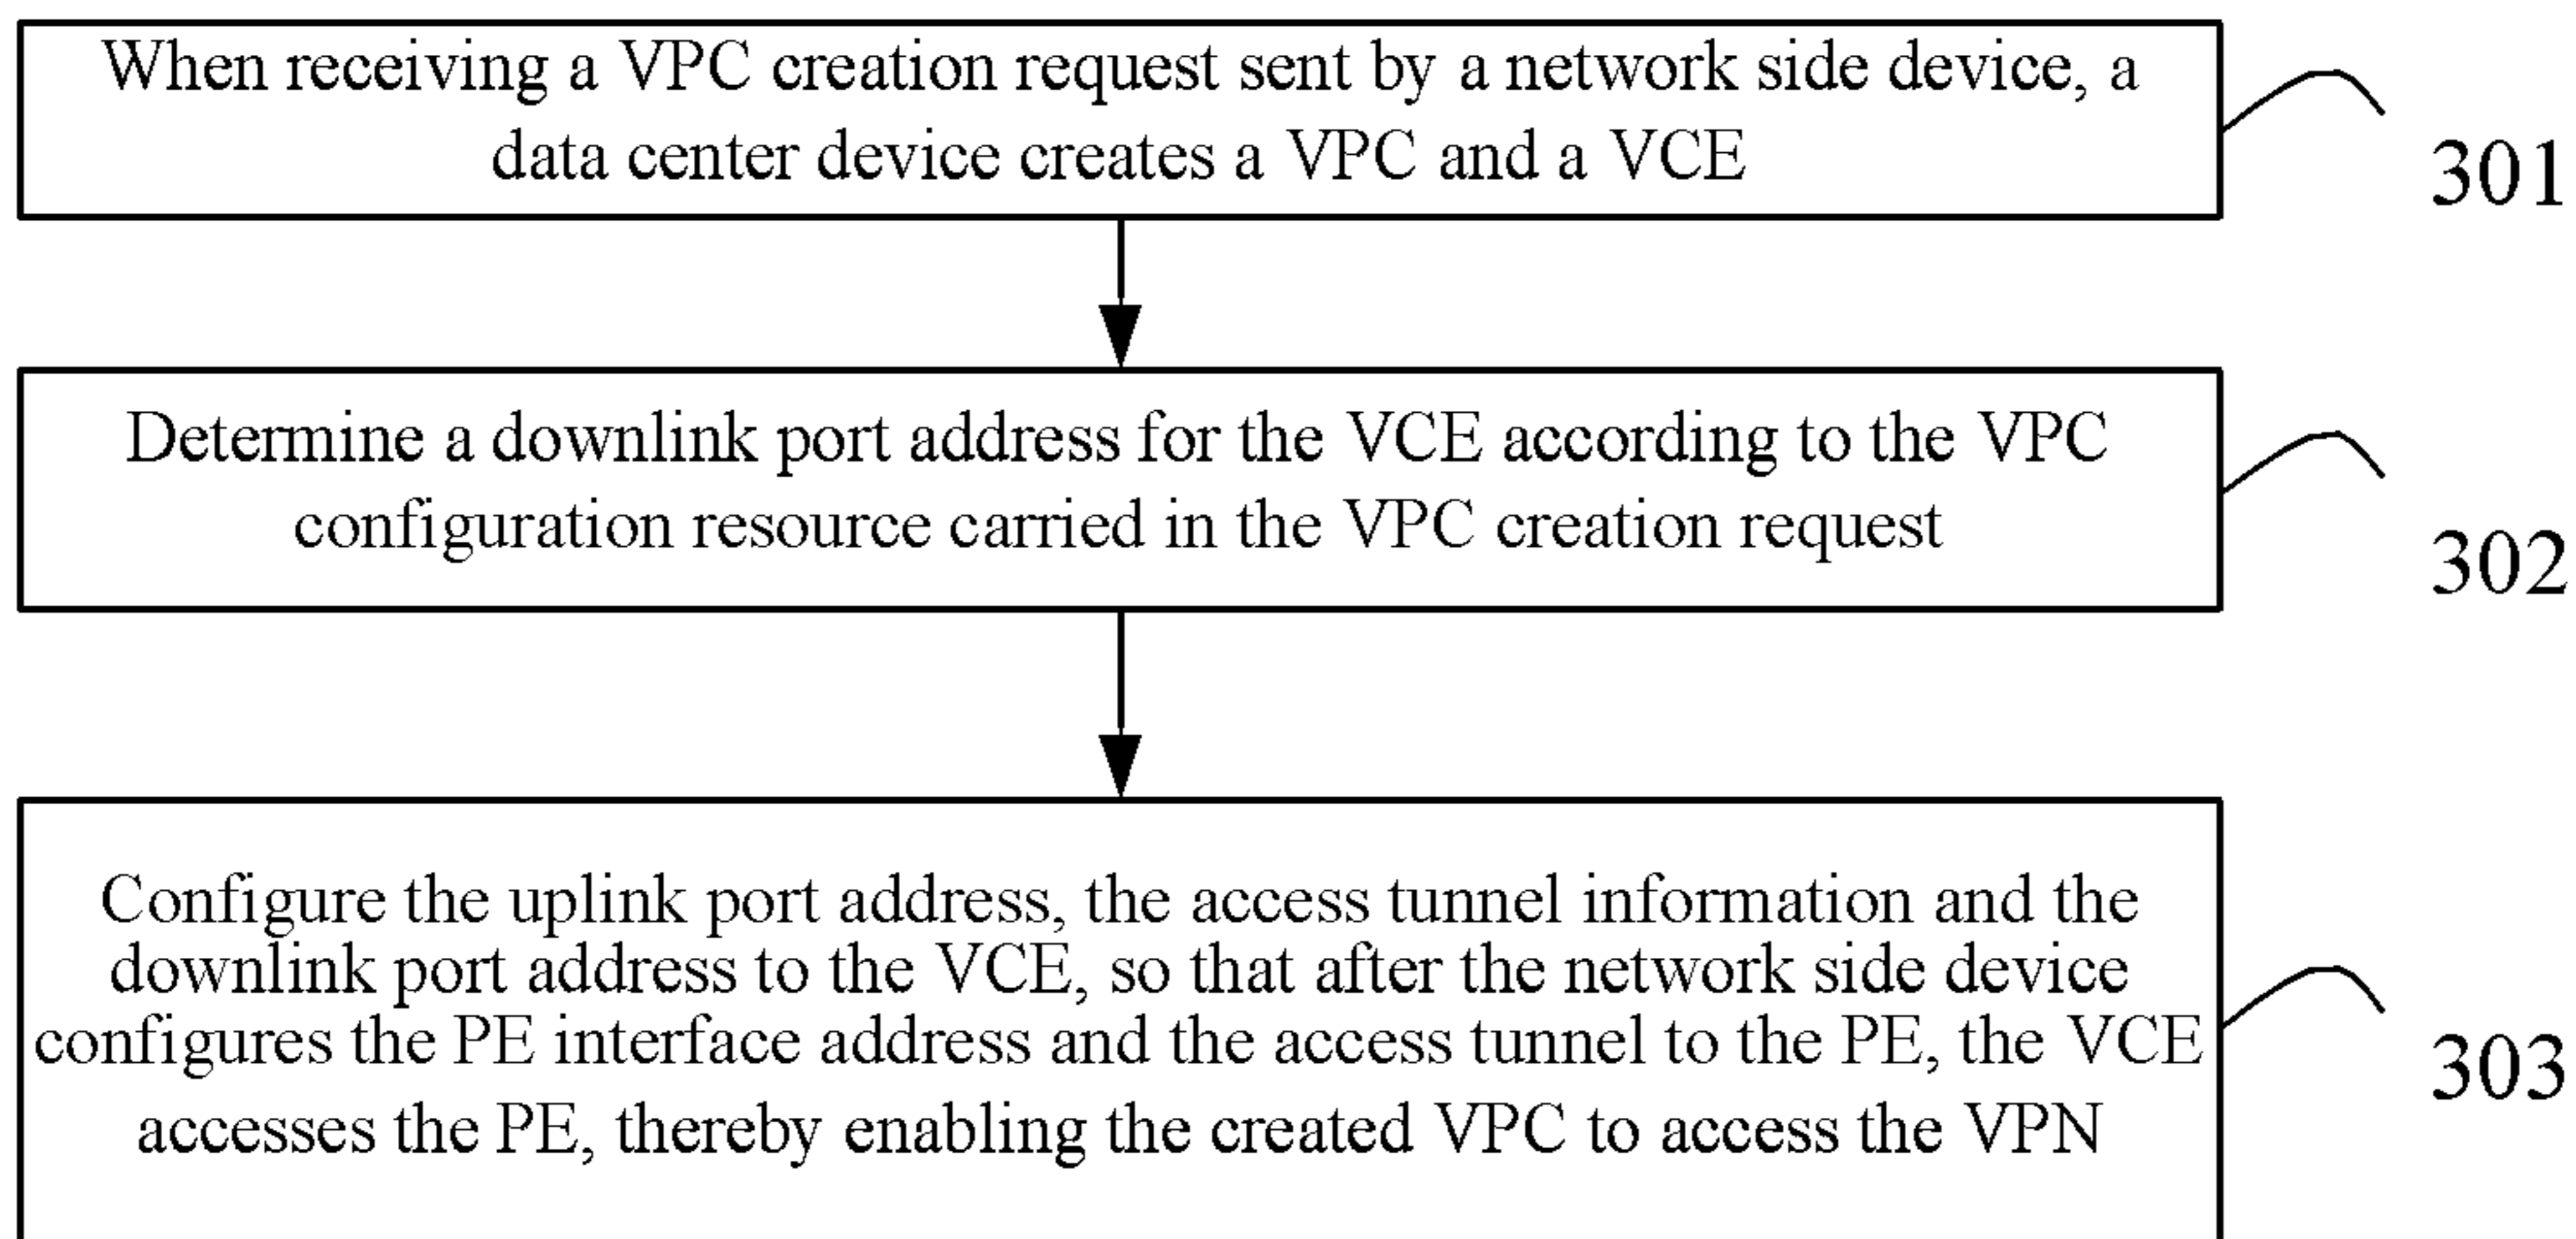 When receiving a VPC creation request sent by a network side device, a
data center device creates a VPC and a VCE
301
Determine a downlink port address for the VCE according to the VPC
configuration resource carried in the VPC creation request
302
Configure the uplink port address, the access tunnel information and the
downlink port address to the VCE, so that after the network side device
configures the PE interface address and the access tunnel to the PE, the VCE
accesses the PE, thereby enabling the created VPC to access the VPN
303